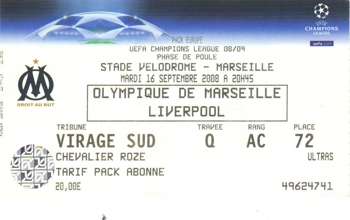 PACK EUROPE
UEFA CHAMPIONS LEAGUE 08/09
PHASE DE POULE
STADE VELODROME - MARSEILLE
MARDI 16 SEPTEMBRE 2008 A 20H45
UEFA
CHAMPIONS
LEAGUE
DROIT AU BUT
OLYMPIQUE DE MARSEILLE
LIVERPOOL
TRIBUNE TRAVEE RANG PLACE
VIRAGE SUD Q AC 72
CHEVALIER ROZE ULTRAS
TARIF PACK ABONNE
20,00€ 49624741